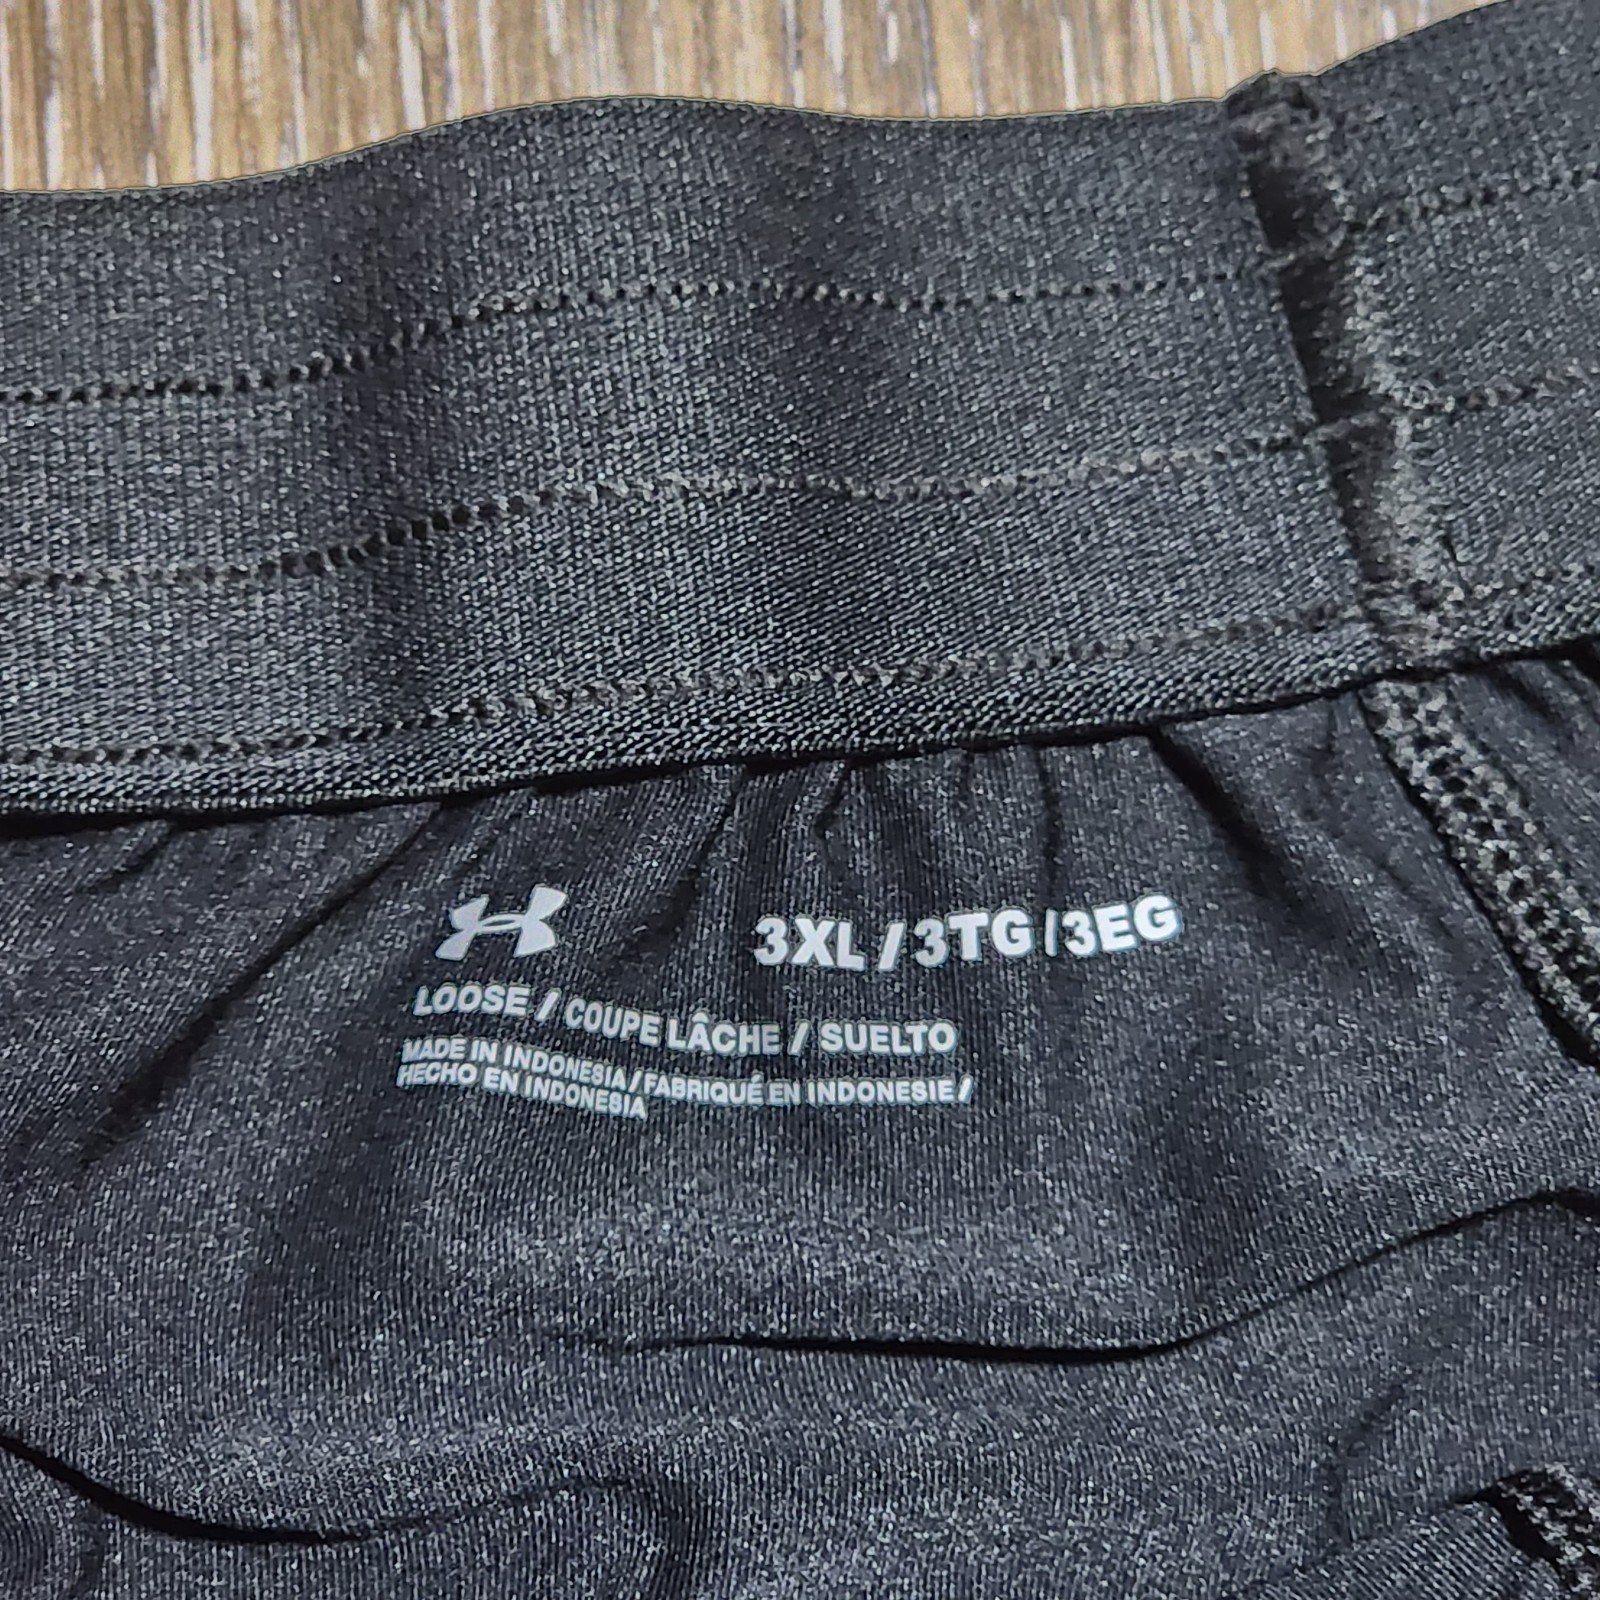 3XL / 3TG / 3EG
LOOSE / COUPE LÂCHE / SUELTO
MADE IN INDONESIA / FABRIQUÉ EN INDONESIE /
HECHO EN INDONESIA